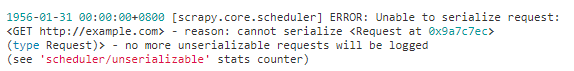 1956-01-31 00:00:00+0800 [scrapy.core.scheduler] ERROR: Unable to serialize request:
<GET http://example.com> - reason: cannot serialize <Request at 0x9a7c7ec>
(type Request)> - no more unserializable requests will be logged
(see 'scheduler/unserializable' stats counter)